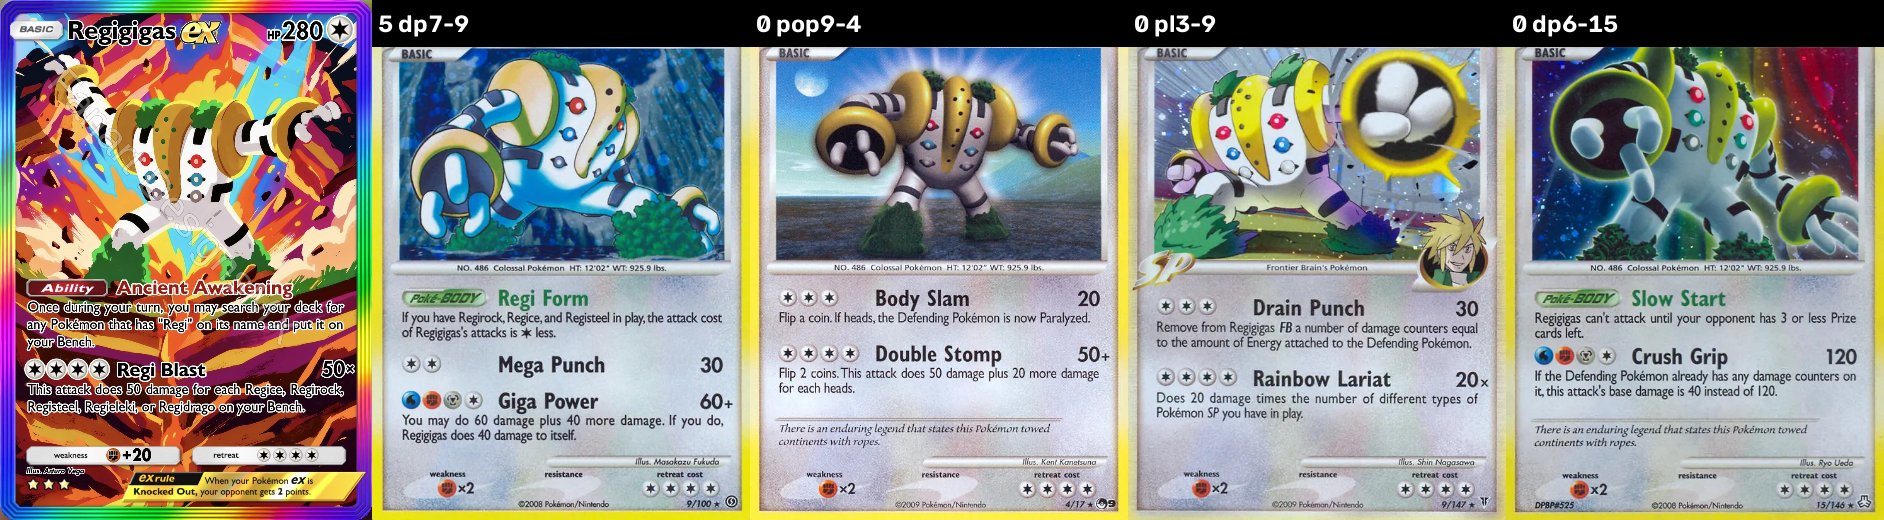 BASIC
Regigigas ex
HP 280
Ability Ancient Awakening
Once during your turn, you may search your deck for
any Pokémon that has "Regi" on its name and put it on
your Bench.
Regi Blast 50×
This attack does 50 damage for each Regice, Regirock,
Registeel, Regieleki, or Regidrago on your Bench.
weakness +20
retreat
Illus. Arturo Vega
ex rule When your Pokémon ex is
Knocked Out, your opponent gets 2 points.
5 dp7-9
BASIC
NO. 486 Colossal Pokémon HT: 12'02" WT: 925.9 lbs.
Poké-BODY Regi Form
If you have Regirock, Regice, and Registeel in play, the attack cost
of Regigigas's attacks is less.
Mega Punch 30
Giga Power 60+
You may do 60 damage plus 40 more damage. If you do,
Regigigas does 40 damage to itself.
Illus. Masakazu Fukuda
weakness resistance retreat cost
×2
©2008 Pokémon/Nintendo 9/100 ★
0 pop9-4
BASIC
NO. 486 Colossal Pokémon HT: 12'02" WT: 925.9 lbs.
Body Slam 20
Flip a coin. If heads, the Defending Pokémon is now Paralyzed.
Double Stomp 50+
Flip 2 coins. This attack does 50 damage plus 20 more damage
for each heads.
There is an enduring legend that states this Pokémon towed
continents with ropes.
Illus. Kent Kanetsuna
weakness resistance retreat cost
×2
©2009 Pokémon/Nintendo 4/17 ★ 9
0 pl3-9
BASIC
SP
Frontier Brain's Pokémon
Drain Punch 30
Remove from Regigigas FB a number of damage counters equal
to the amount of Energy attached to the Defending Pokémon.
Rainbow Lariat 20×
Does 20 damage times the number of different types of
Pokémon SP you have in play.
Illus. Shin Nagasawa
weakness resistance retreat cost
×2
©2009 Pokémon/Nintendo 9/147 ★
0 dp6-15
BASIC
NO. 486 Colossal Pokémon HT: 12'02" WT: 925.9 lbs.
Poké-BODY Slow Start
Regigigas can't attack until your opponent has 3 or less Prize
cards left.
Crush Grip 120
If the Defending Pokémon already has any damage counters on
it, this attack's base damage is 40 instead of 120.
There is an enduring legend that states this Pokémon towed
continents with ropes.
Illus. Ryo Ueda
weakness resistance retreat cost
×2
DPBP#525 ©2008 Pokémon/Nintendo 15/146 ★